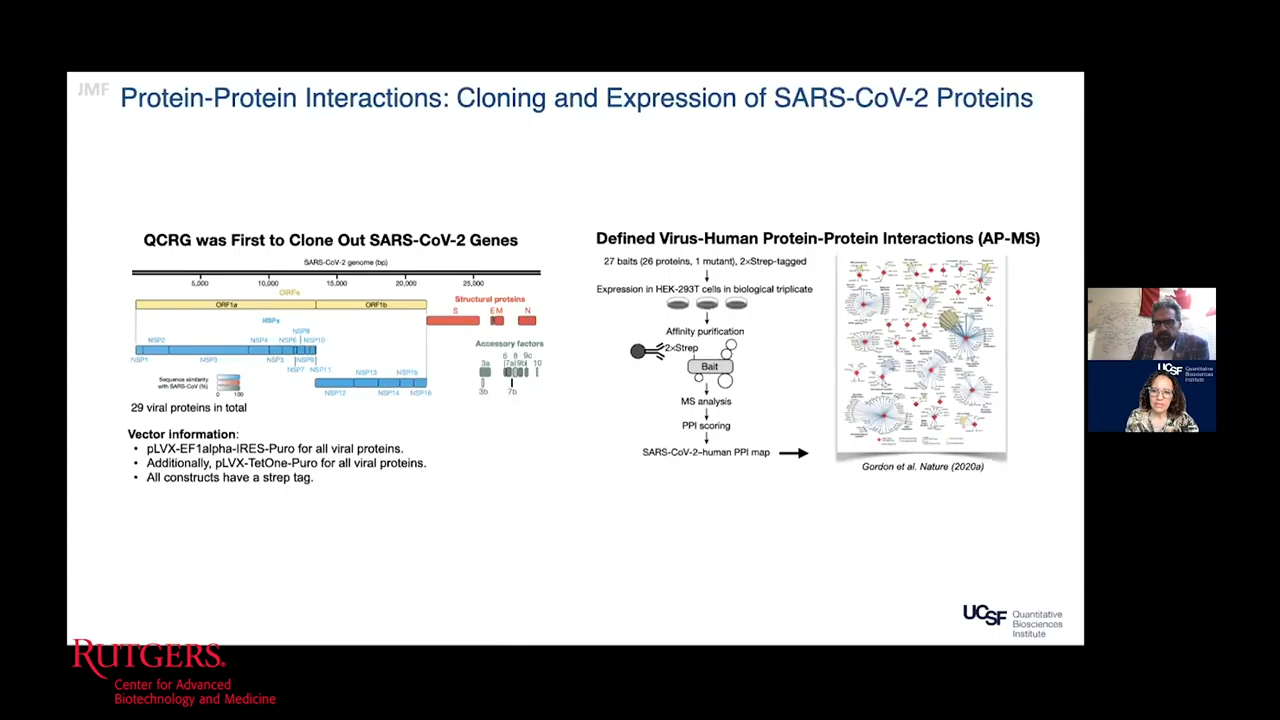 JMF
Protein-Protein Interactions: Cloning and Expression of SARS-CoV-2 Proteins
QCRG was First to Clone Out SARS-CoV-2 Genes
SARS-CoV-2 genome (bp)
5,000 10,000 15,000 20,000 25,000
ORFs
ORF1a ORF1b
Structural proteins
S E M N
NSPs
NSP8
NSP2 NSP4 NSP6 NSP10
NSP1 NSP3 NSP5 NSP9
NSP7 NSP11
NSP13 NSP15
NSP12 NSP14 NSP16
Accessory factors
3a 6 7a 8 9b 9c 10
3b 7b
Sequence similarity
with SARS-CoV (%)
0 100
29 viral proteins in total
Vector information:
• pLVX-EF1alpha-IRES-Puro for all viral proteins.
• Additionally, pLVX-TetOne-Puro for all viral proteins.
• All constructs have a strep tag.
Defined Virus-Human Protein-Protein Interactions (AP-MS)
27 baits (26 proteins, 1 mutant), 2×Strep-tagged
Expression in HEK-293T cells in biological triplicate
Affinity purification
2×Strep
Bait
MS analysis
PPI scoring
SARS-CoV-2–human PPI map
Gordon et al. Nature (2020a)
UCSF
Quantitative
Biosciences
Institute
UCSF
Quantitative
Biosciences
Institute
RUTGERS
Center for Advanced
Biotechnology and Medicine